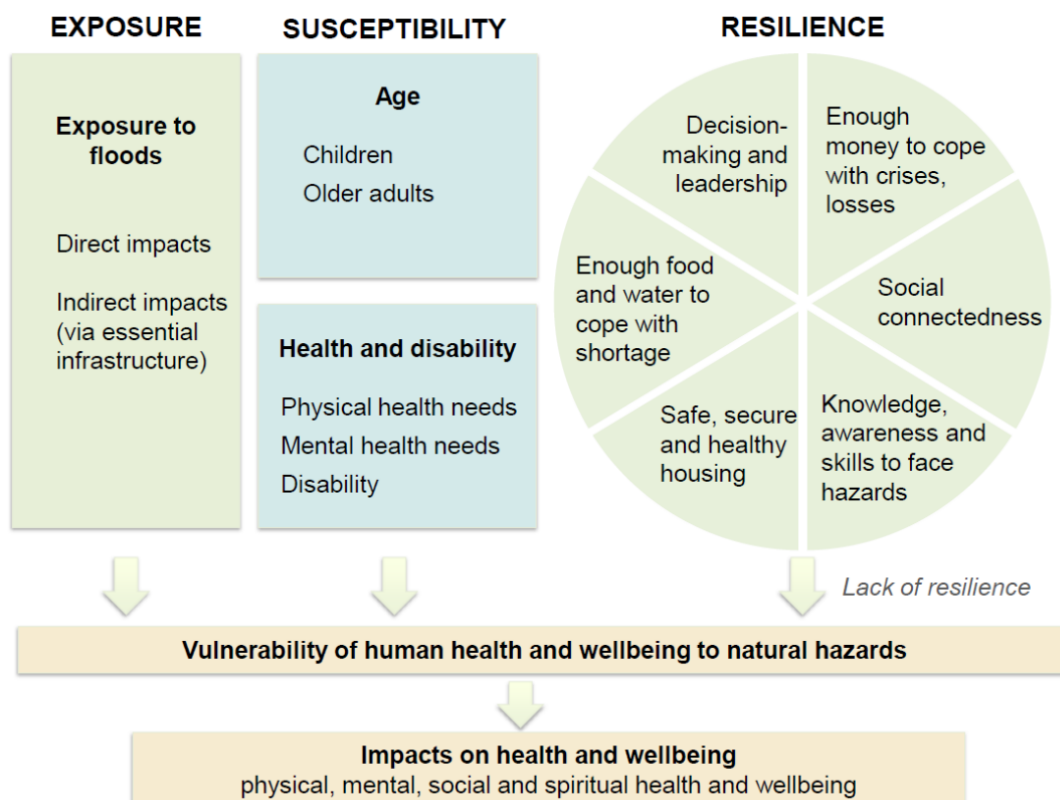 EXPOSURE
SUSCEPTIBILITY
RESILIENCE
Exposure to
floods
Direct impacts
Indirect impacts
(via essential
infrastructure)
Age
Children
Older adults
Health and disability
Physical health needs
Mental health needs
Disability
Decision-
making and
leadership
Enough
money to cope
with crises,
losses
Enough food
and water to
cope with
shortage
Social
connectedness
Safe, secure
and healthy
housing
Knowledge,
awareness and
skills to face
hazards
Lack of resilience
Vulnerability of human health and wellbeing to natural hazards
Impacts on health and wellbeing
physical, mental, social and spiritual health and wellbeing